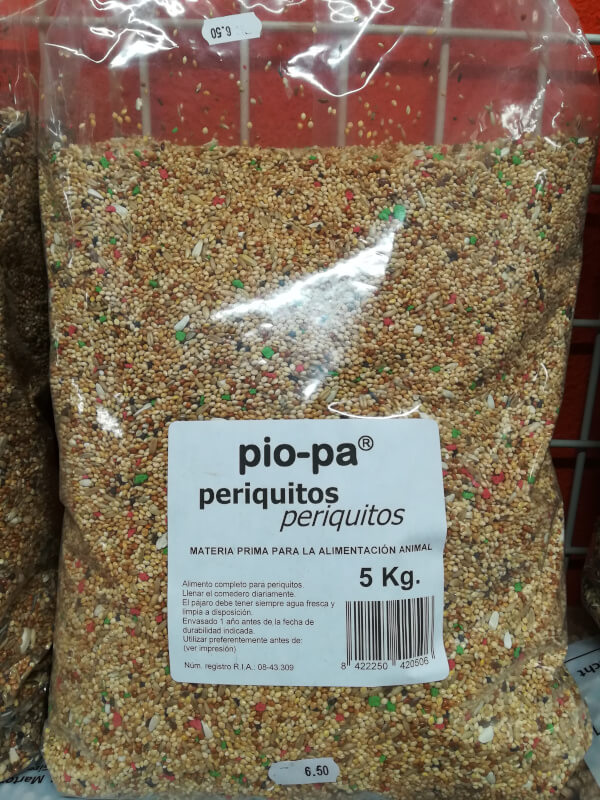 6.50
pio-pa®
periquitos
periquitos
MATERIA PRIMA PARA LA ALIMENTACIÓN ANIMAL
5 Kg.
Alimento completo para periquitos.
Llenar el comedero diariamente.
El pájaro debe tener siempre agua fresca y
limpia a disposición.
Envasado 1 año antes de la fecha de
durabilidad indicada.
Utilizar preferentemente antes de:
(ver impresión)
Núm. registro R.I.A.: 08-43.309
8 422250 420506
6.50